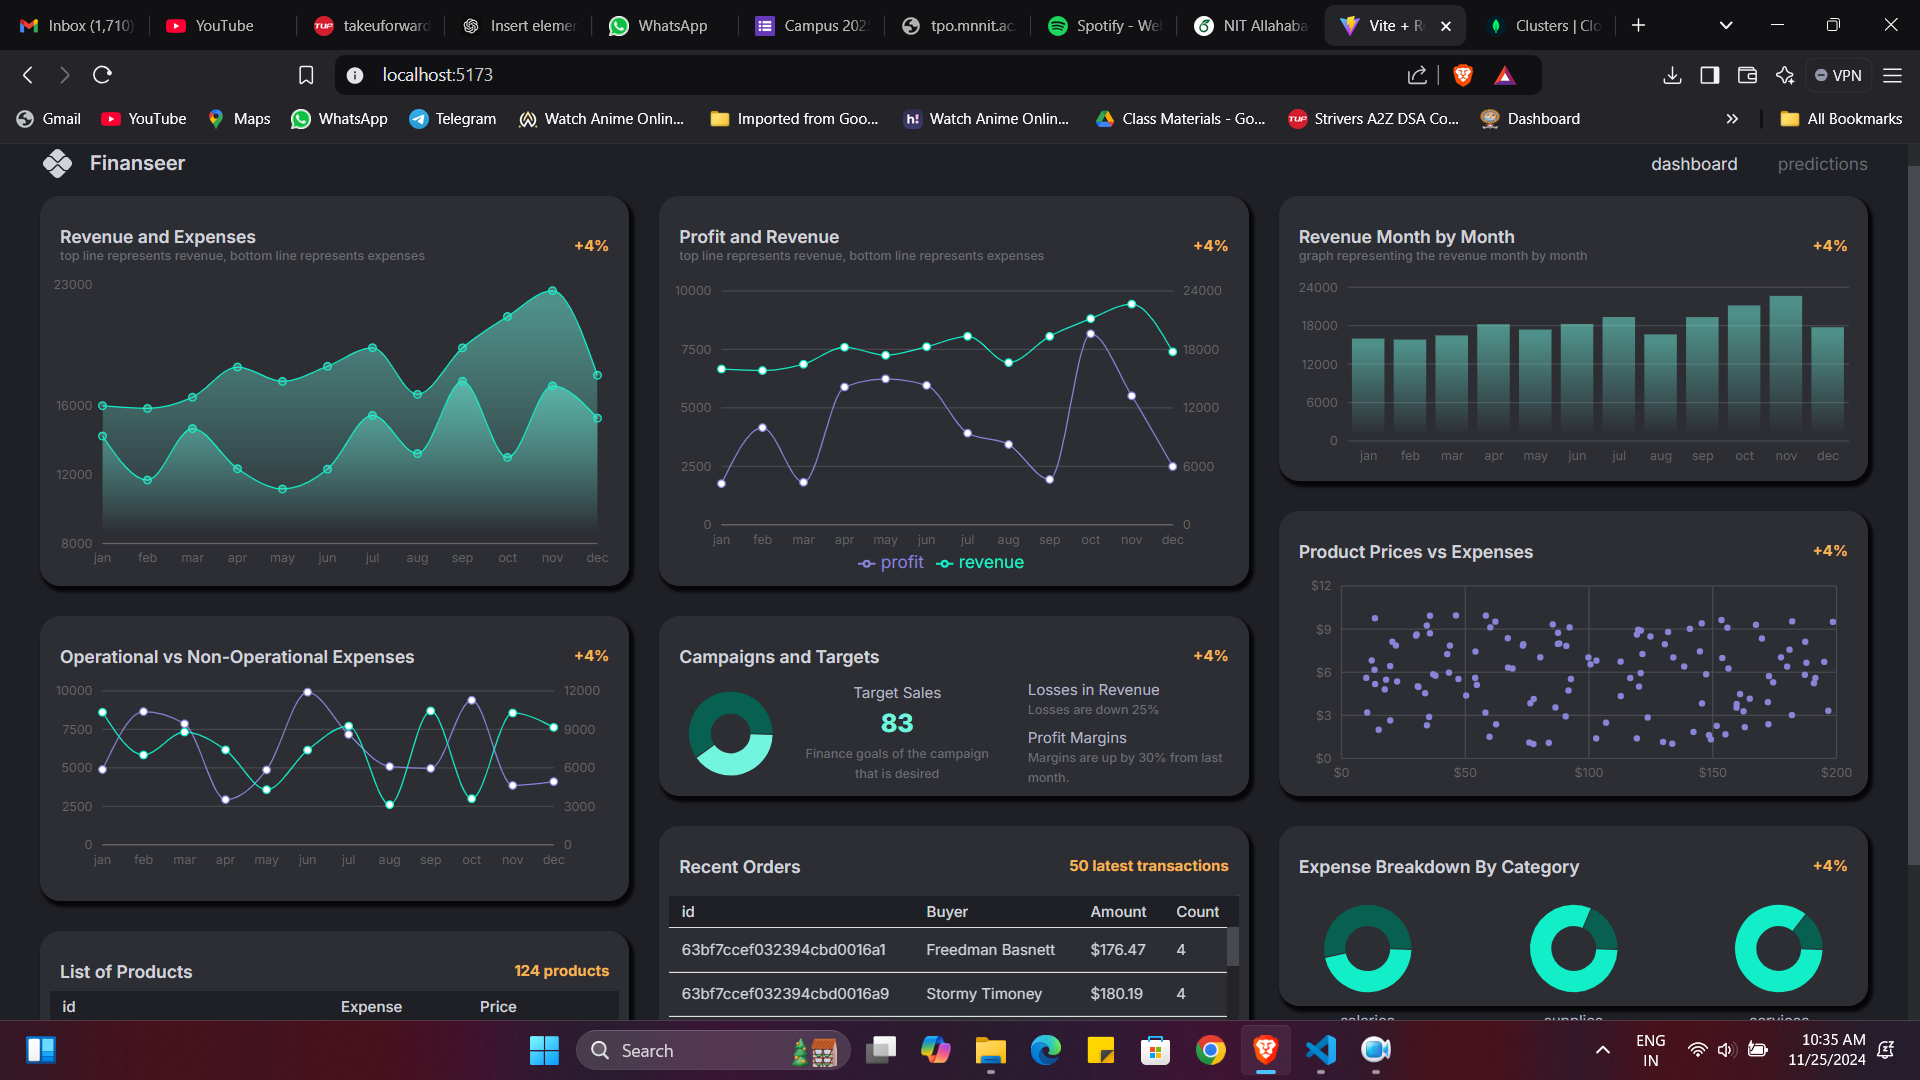 Inbox (1,710)
YouTube
takeuforward
Insert elemen
WhatsApp
Campus 202
tpo.mnnit.ac.
Spotify - We
NIT Allahaba
Vite + R
Clusters | Clo
localhost:5173
VPN
Gmail
YouTube
Maps
WhatsApp
Telegram
Watch Anime Onlin...
Imported from Goo...
h!
Watch Anime Onlin...
Class Materials - Go...
TUF
Strivers A2Z DSA Co...
Dashboard
All Bookmarks
Finanseer
dashboard
predictions
Revenue and Expenses
top line represents revenue, bottom line represents expenses
+4%
23000
16000
12000
8000
jan feb mar apr may jun jul aug sep oct nov dec
Profit and Revenue
top line represents revenue, bottom line represents expenses
+4%
10000 24000
7500 18000
5000 12000
2500 6000
0 0
jan feb mar apr may jun jul aug sep oct nov dec
profit revenue
Revenue Month by Month
graph representing the revenue month by month
+4%
24000
18000
12000
6000
0
jan feb mar apr may jun jul aug sep oct nov dec
Operational vs Non-Operational Expenses
+4%
10000 12000
7500 9000
5000 6000
2500 3000
0 0
jan feb mar apr may jun jul aug sep oct nov dec
Campaigns and Targets
+4%
Target Sales
83
Finance goals of the campaign
that is desired
Losses in Revenue
Losses are down 25%
Profit Margins
Margins are up by 30% from last
month.
Product Prices vs Expenses
+4%
$12
$9
$6
$3
$0
$0 $50 $100 $150 $200
List of Products
124 products
id Expense Price
Recent Orders
50 latest transactions
id Buyer Amount Count
63bf7ccef032394cbd0016a1 Freedman Basnett $176.47 4
63bf7ccef032394cbd0016a9 Stormy Timoney $180.19 4
Expense Breakdown By Category
+4%
salaries supplies services
Search
ENG
IN
10:35 AM
11/25/2024